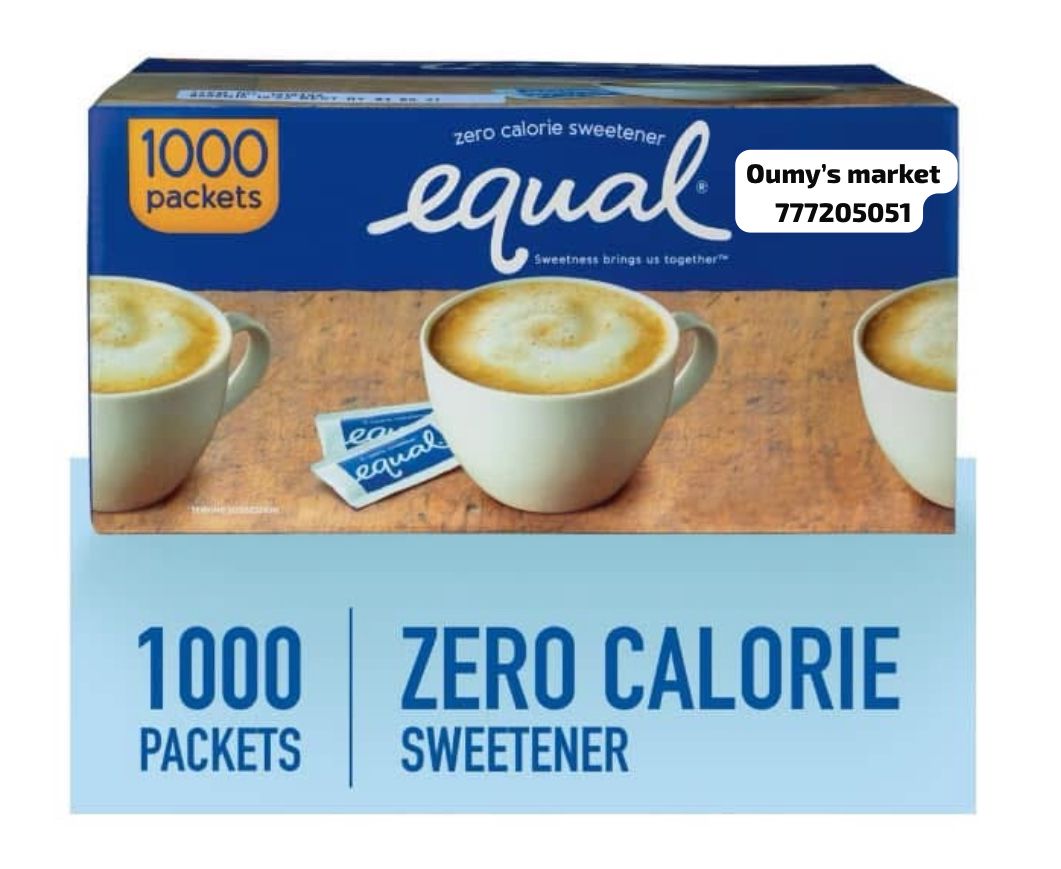 1000
packets
zero calorie sweetener
equal®
Sweetness brings us together™
Oumy's market
777205051
equal
equal
1000
PACKETS
ZERO CALORIE
SWEETENER